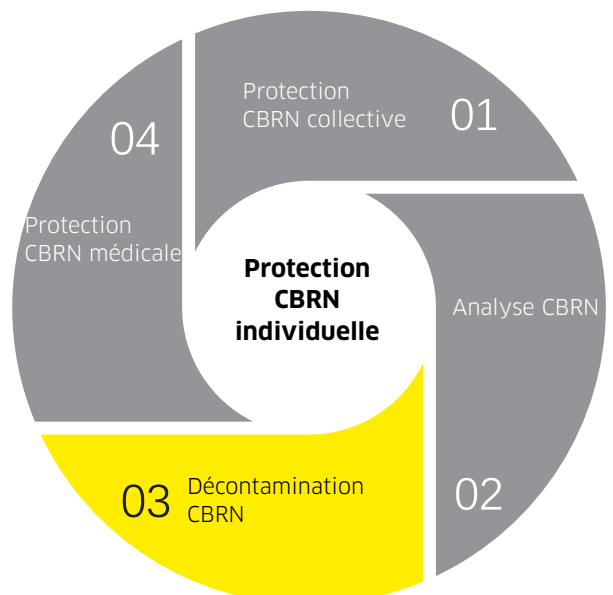 Protection
CBRN collective
01
Analyse CBRN
02
03
Décontamination
CBRN
04
Protection
CBRN médicale
Protection
CBRN
individuelle